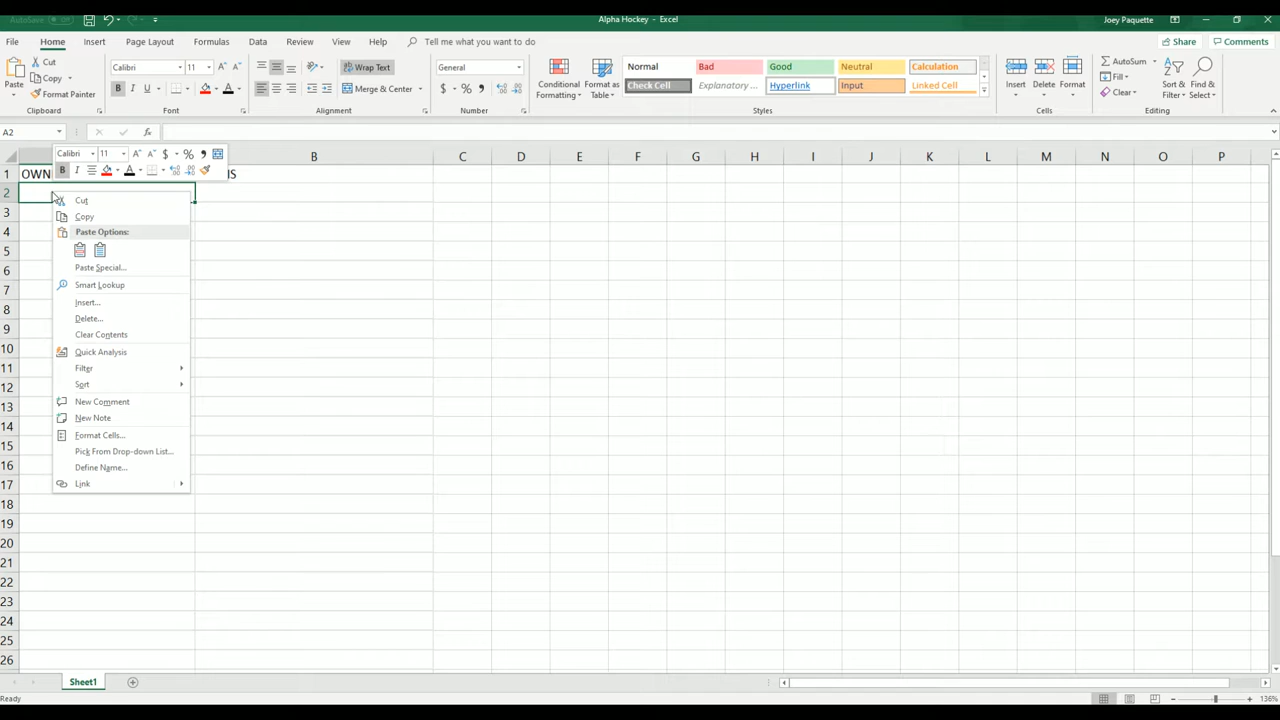 AutoSave Off
Alpha Hockey - Excel
Joey Paquette
File Home Insert Page Layout Formulas Data Review View Help Tell me what you want to do
Share Comments
Paste
Cut
Copy
Format Painter
Clipboard
Calibri 11
B
Font
Wrap Text
Merge & Center
Alignment
General
$ % ,
Number
Conditional Formatting
Format as Table
Normal Bad Good Neutral Calculation
Check Cell Explanatory ... Hyperlink Input Linked Cell
Styles
Insert Delete Format
Cells
AutoSum
Fill
Clear
Sort & Filter
Find & Select
Editing
A2
fx
Calibri 11 A A $ % ,
B I A
B C D E F G H I J K L M N O P
1 OWN IS
2
3
4
5
6
7
8
9
10
11
12
13
14
15
16
17
18
19
20
21
22
23
24
25
26
Cut
Copy
Paste Options:
Paste Special...
Smart Lookup
Insert...
Delete...
Clear Contents
Quick Analysis
Filter
Sort
New Comment
New Note
Format Cells...
Pick From Drop-down List...
Define Name...
Link
Sheet1
Ready
136%